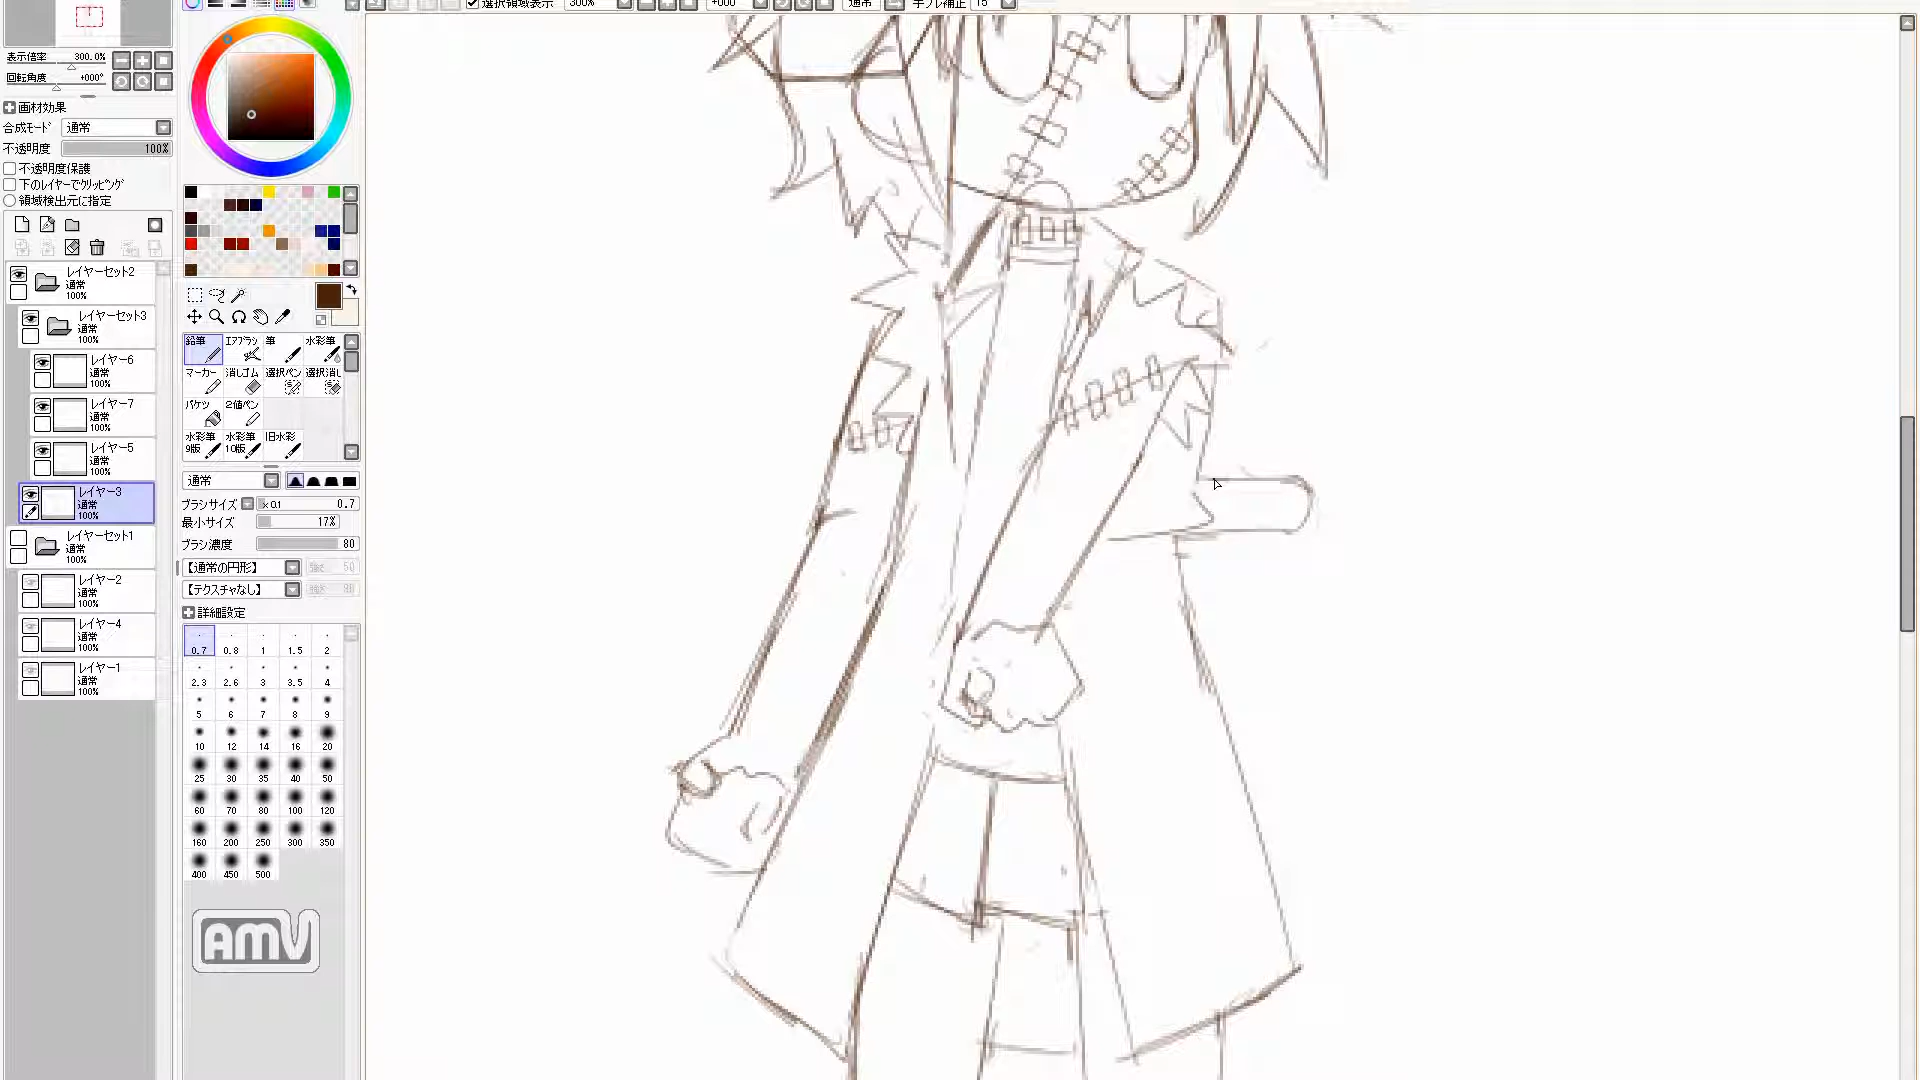 選択領域表示 300% +000° 通常 手ブレ補正 15
表示倍率 300.0%
回転角度 +000°
画材効果
合成モード 通常
不透明度 100%
不透明度保護
下のレイヤーでクリッピング
領域検出元に指定
レイヤーセット2
通常
100%
レイヤーセット3
通常
100%
レイヤー6
通常
100%
レイヤー7
通常
100%
レイヤー5
通常
100%
レイヤー3
通常
100%
レイヤーセット1
通常
100%
レイヤー2
通常
100%
レイヤー4
通常
100%
レイヤー1
通常
100%
鉛筆 エアブラシ 筆 水彩筆
マーカー 消しゴム 選択ペン 選択消し
バケツ 2値ペン
水彩筆 水彩筆 旧水彩
9版 10版
通常
ブラシサイズ x0.1 0.7
最小サイズ 17%
ブラシ濃度 80
【通常の円形】 50
【テクスチャなし】
詳細設定
0.7 0.8 1 1.5 2
2.3 2.6 3 3.5 4
5 6 7 8 9
10 12 14 16 20
25 30 35 40 50
60 70 80 100 120
160 200 250 300 350
400 450 500
AMV